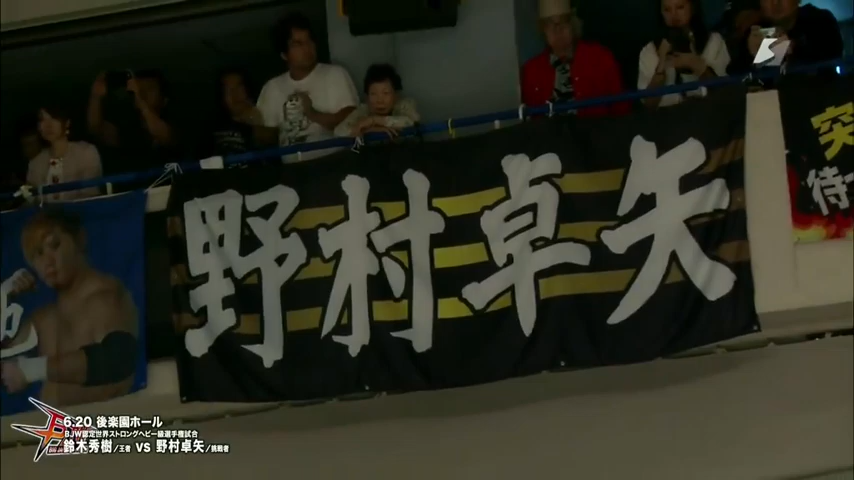 野村卓矢
突
侍
6.20 後楽園ホール
BJW認定世界ストロングヘビー級選手権試合
鈴木秀樹/王者 VS 野村卓矢/挑戦者